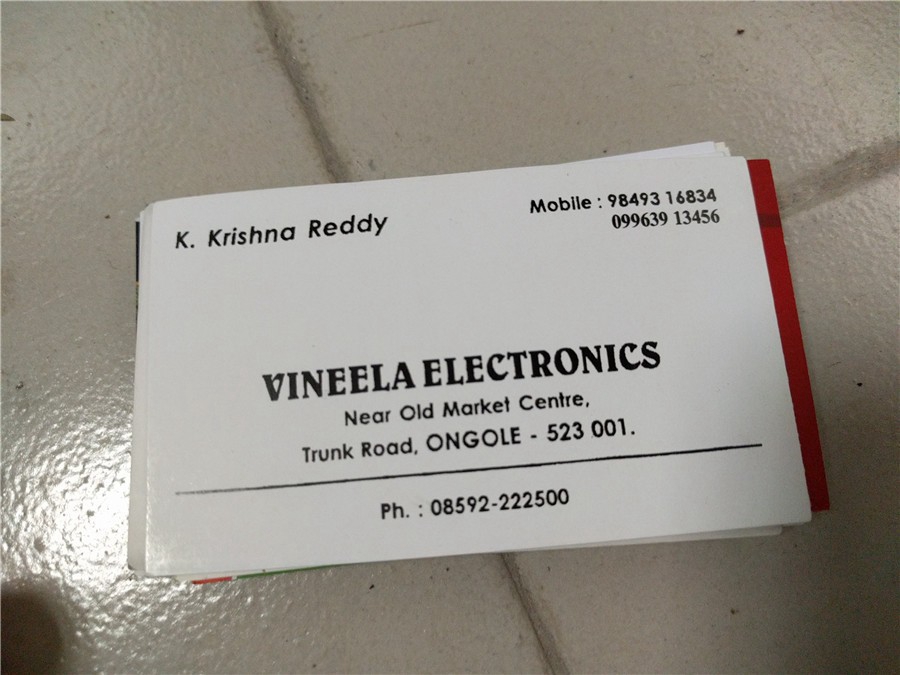 K. Krishna Reddy
Mobile : 98493 16834
099639 13456
VINEELA ELECTRONICS
Near Old Market Centre,
Trunk Road, ONGOLE - 523 001.
Ph. : 08592-222500